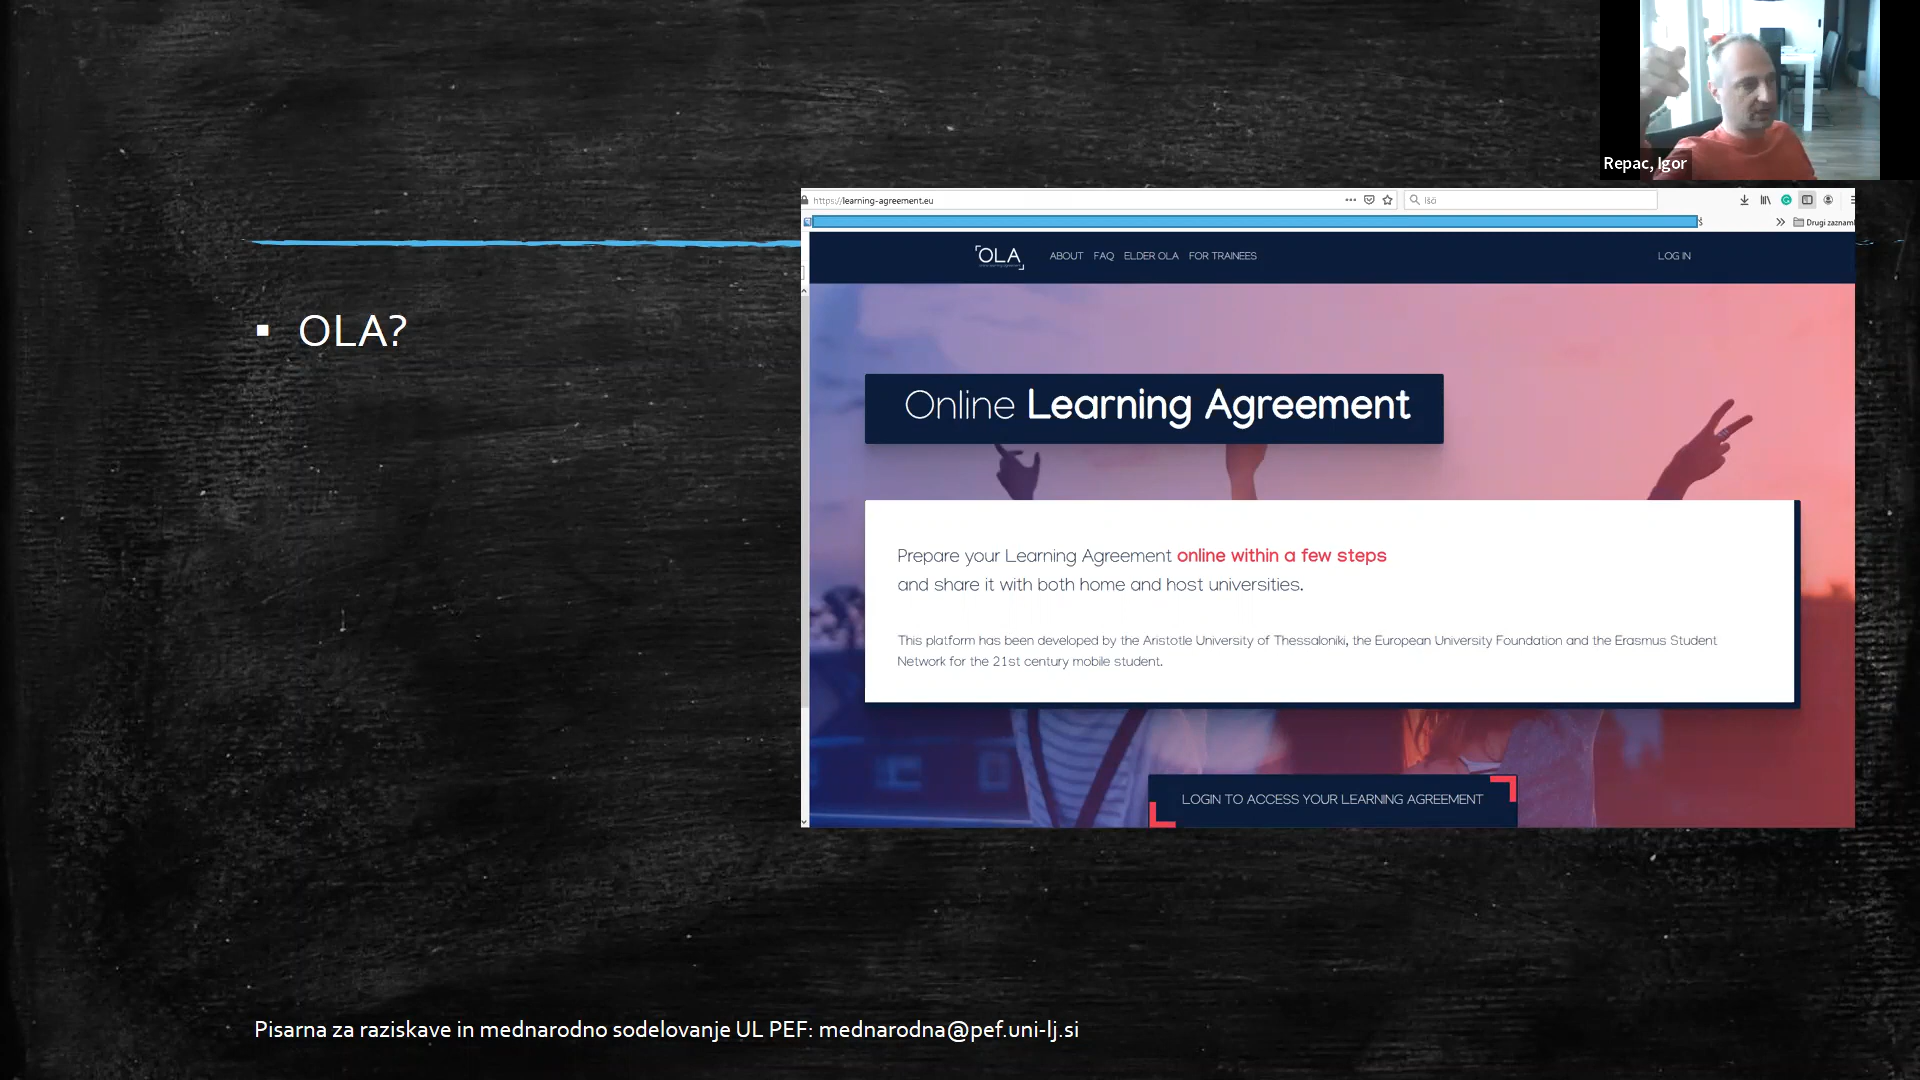 Repac, Igor
https://learning-agreement.eu
Išči
Drugi zaznam
OLA
ABOUT FAQ ELDER OLA FOR TRAINEES
LOG IN
▪ OLA?
Online Learning Agreement
Prepare your Learning Agreement online within a few steps
and share it with both home and host universities.
This platform has been developed by the Aristotle University of Thessaloniki, the European University Foundation and the Erasmus Student
Network for the 21st century mobile student.
LOGIN TO ACCESS YOUR LEARNING AGREEMENT
Pisarna za raziskave in mednarodno sodelovanje UL PEF: mednarodna@pef.uni-lj.si